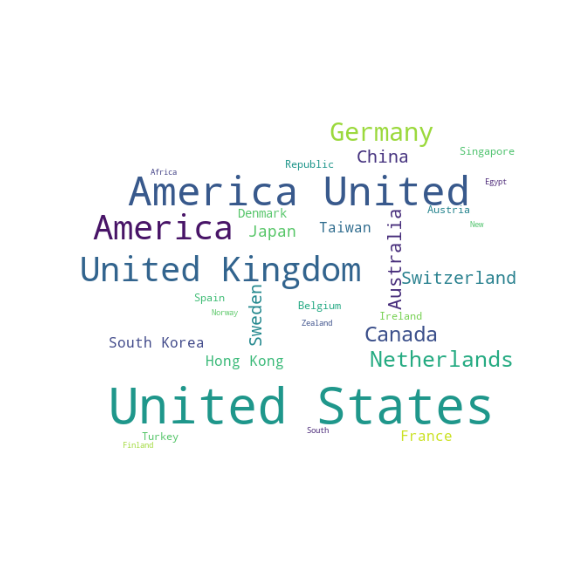 Germany
Singapore
China
Republic
Africa
Egypt
America United
Austria
Denmark
America
Taiwan
New
Japan
Australia
United Kingdom
Switzerland
Spain
Sweden
Belgium
Norway
Ireland
Zealand
Canada
South Korea
Hong Kong
Netherlands
United States
South
Turkey
France
Finland